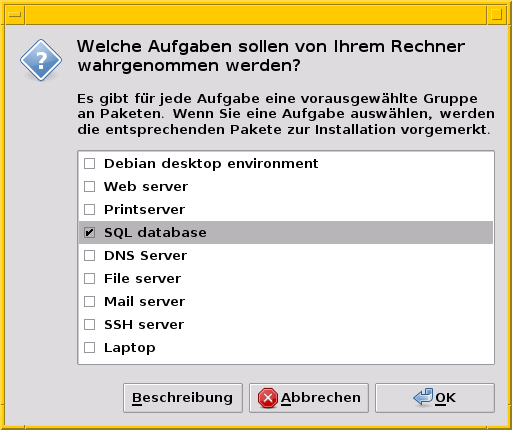 Welche Aufgaben sollen von Ihrem Rechner
wahrgenommen werden?
Es gibt für jede Aufgabe eine vorausgewählte Gruppe
an Paketen. Wenn Sie eine Aufgabe auswählen, werden
die entsprechenden Pakete zur Installation vorgemerkt.
Debian desktop environment
Web server
Printserver
SQL database
DNS Server
File server
Mail server
SSH server
Laptop
Beschreibung
Abbrechen
OK